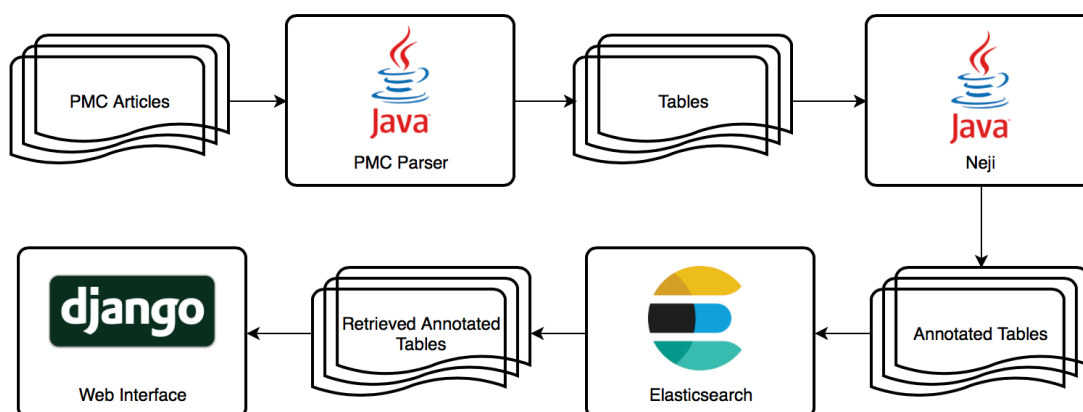 PMC Articles
Java
PMC Parser
Tables
Java
Neji
django
Web Interface
Retrieved Annotated
Tables
Elasticsearch
Annotated Tables